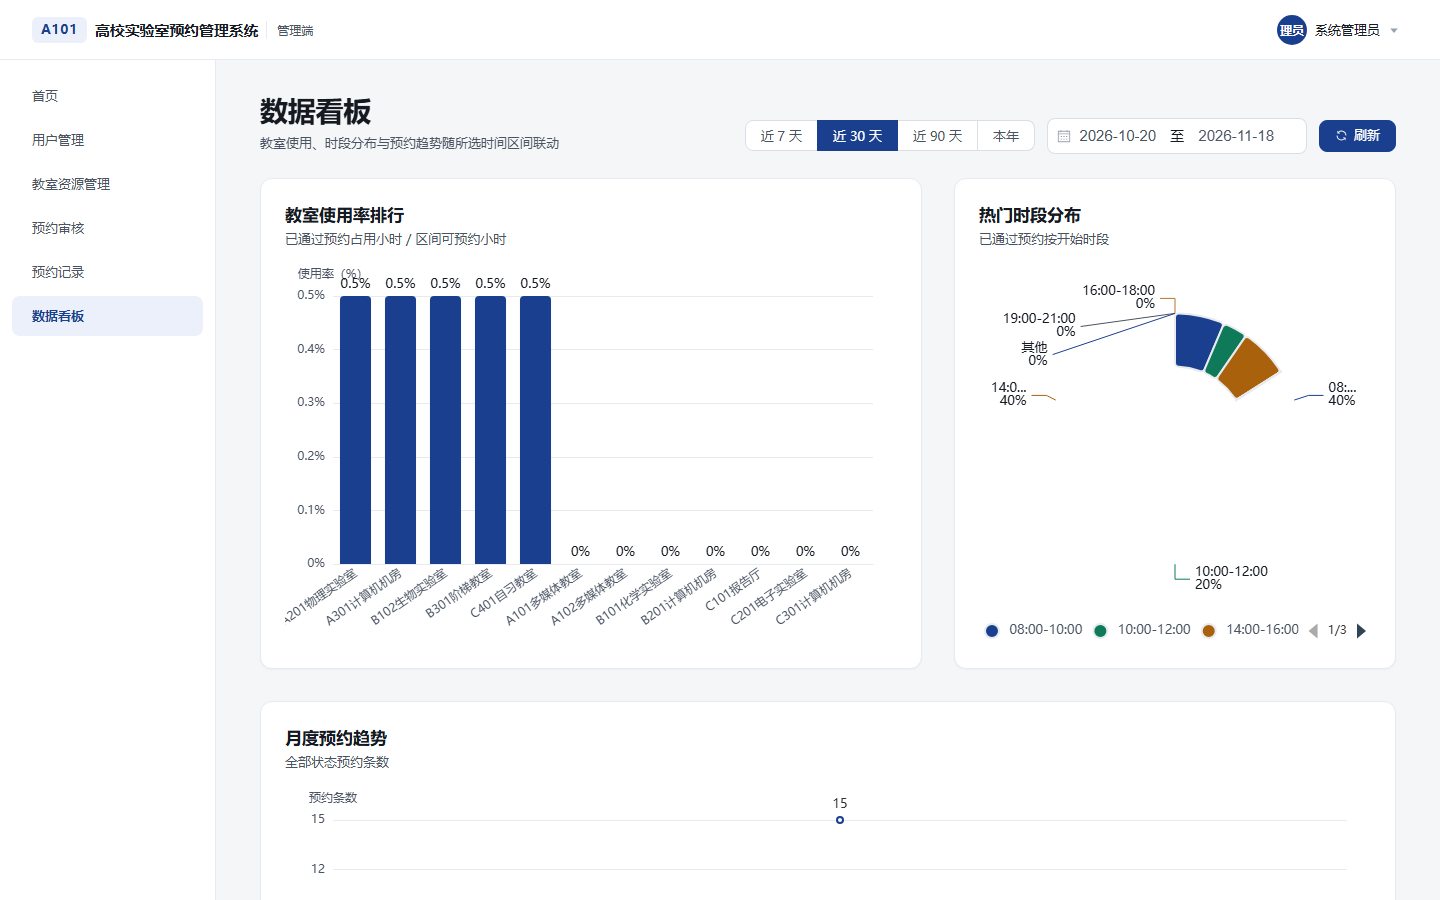 A101 高校实验室预约管理系统 管理端
理员 系统管理员
首页
用户管理
教室资源管理
预约审核
预约记录
数据看板
数据看板
教室使用、时段分布与预约趋势随所选时间区间联动
近 7 天 近 30 天 近 90 天 本年
2026-10-20 至 2026-11-18
刷新
教室使用率排行
已通过预约占用小时 / 区间可预约小时
使用率 (%)
0.5% 0.5% 0.5% 0.5% 0.5%
0.5%
0.4%
0.3%
0.2%
0.1%
0%
0% 0% 0% 0% 0% 0% 0%
A201物理实验室
A301计算机机房
B102生物实验室
B301阶梯教室
C401自习教室
A101多媒体教室
A102多媒体教室
B101化学实验室
B201计算机机房
C101报告厅
C201电子实验室
C301计算机机房
热门时段分布
已通过预约按开始时段
16:00-18:00
0%
19:00-21:00
0%
其他
0%
14:0...
40%
08:...
40%
10:00-12:00
20%
08:00-10:00 10:00-12:00 14:00-16:00 1/3
月度预约趋势
全部状态预约条数
预约条数
15
15
12